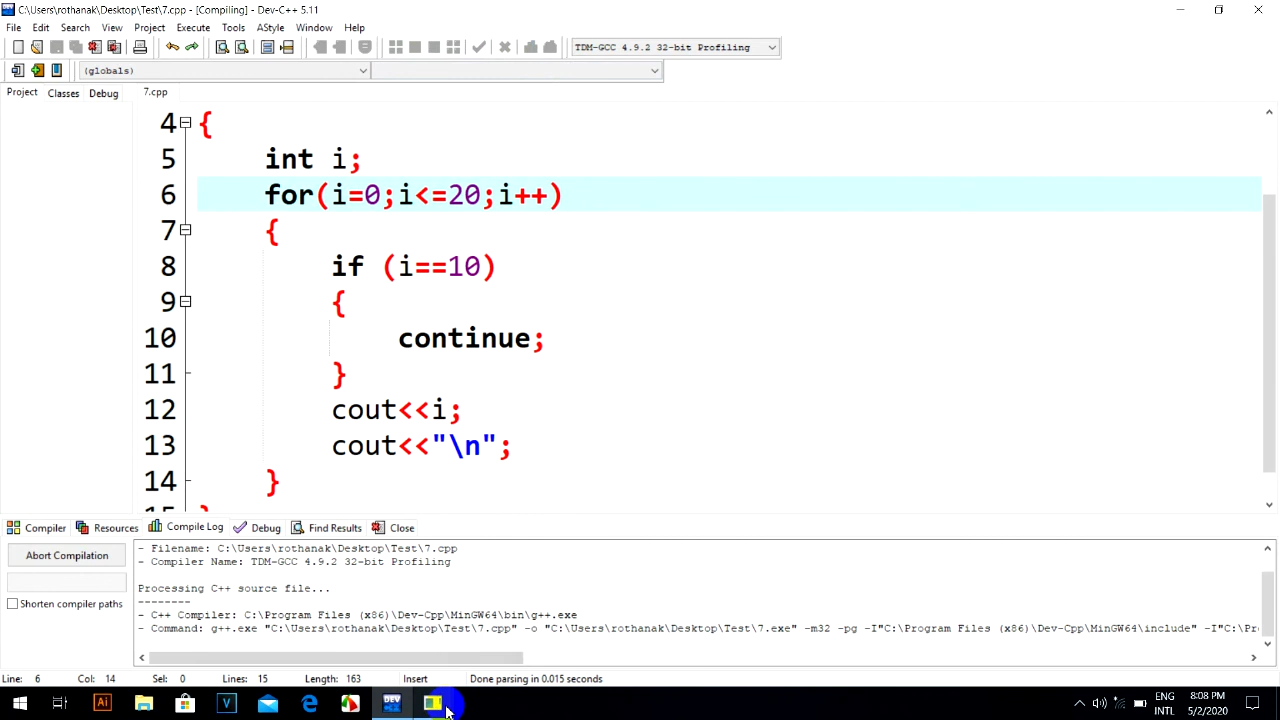 C:\Users\rothanak\Desktop\Test\7.cpp - [Compiling] - Dev-C++ 5.11
File Edit Search View Project Execute Tools AStyle Window Help
TDM-GCC 4.9.2 32-bit Profiling
(globals)
Project Classes Debug 7.cpp
4 {
5 int i;
6 for(i=0;i<=20;i++)
7 {
8 if (i==10)
9 {
10 continue;
11 }
12 cout<<i;
13 cout<<"\n";
14 }
15 }
Compiler Resources Compile Log Debug Find Results Close
Abort Compilation
Shorten compiler paths
- Filename: C:\Users\rothanak\Desktop\Test\7.cpp
- Compiler Name: TDM-GCC 4.9.2 32-bit Profiling
Processing C++ source file...
--------
- C++ Compiler: C:\Program Files (x86)\Dev-Cpp\MinGW64\bin\g++.exe
- Command: g++.exe "C:\Users\rothanak\Desktop\Test\7.cpp" -o "C:\Users\rothanak\Desktop\Test\7.exe" -m32 -pg -I"C:\Program Files (x86)\Dev-Cpp\MinGW64\include" -I"C:\Pr
Line: 6 Col: 14 Sel: 0 Lines: 15 Length: 163 Insert Done parsing in 0.015 seconds
Ai V DEV
ENG
INTL
8:08 PM
5/2/2020